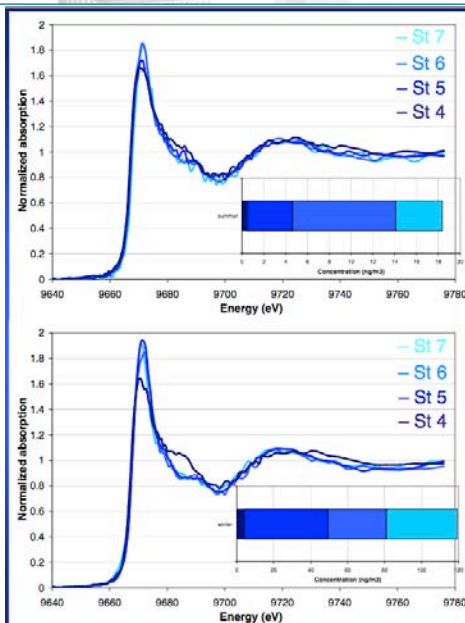 2
1.8
1.6
1.4
1.2
1
0.8
0.6
0.4
0.2
0
Normalized absorption
St 7
St 6
St 5
St 4
summer
0 2 4 6 8 10 12 14 16 18 20
Concentration (ng/m3)
9640 9660 9680 9700 9720 9740 9760 9780
Energy (eV)
2
1.8
1.6
1.4
1.2
1
0.8
0.6
0.4
0.2
0
Normalized absorption
St 7
St 6
St 5
St 4
winter
0 20 40 60 80 100 120
Concentration (ng/m3)
9640 9660 9680 9700 9720 9740 9760 9780
Energy (eV)